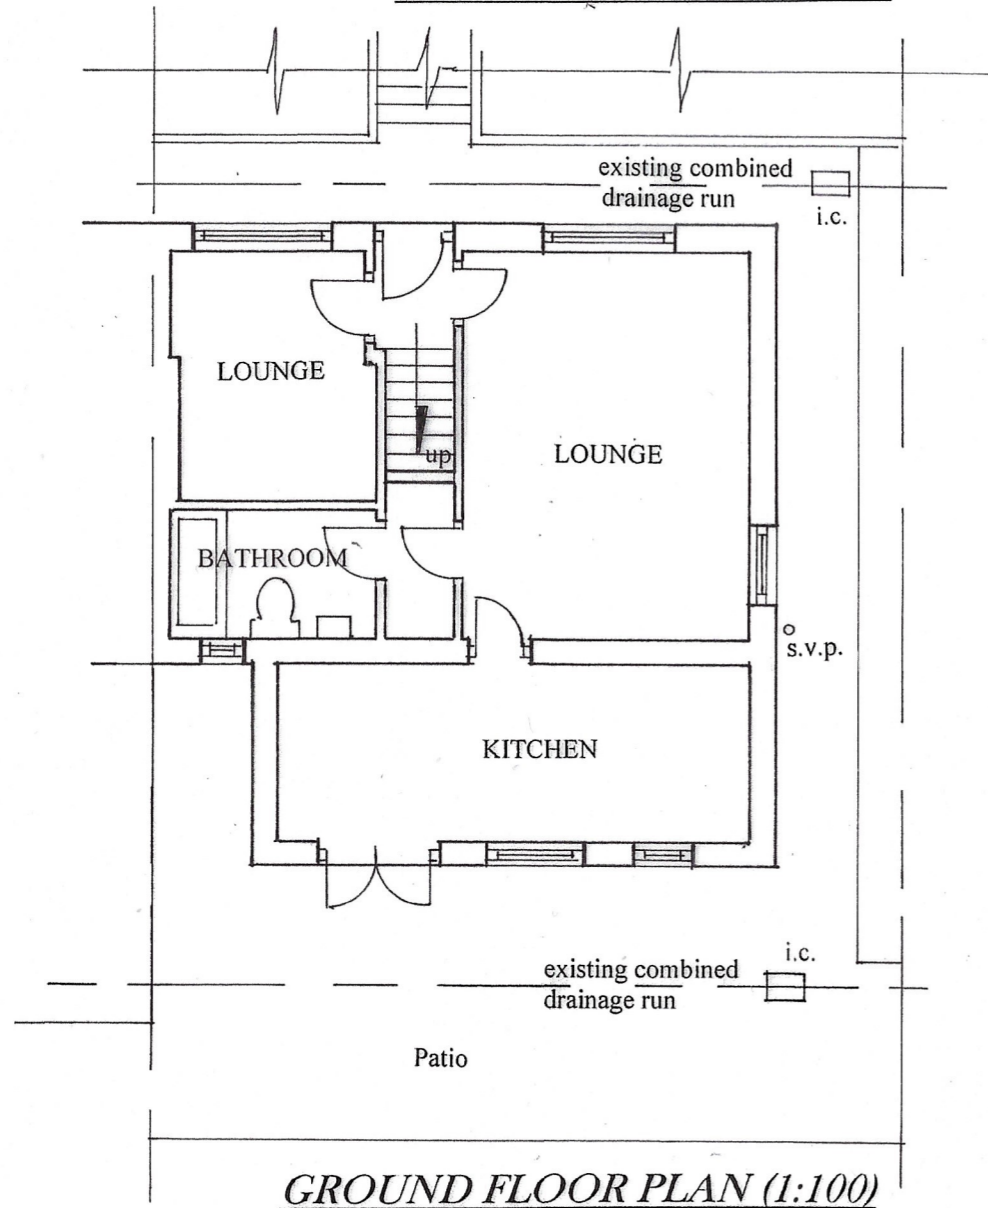 existing combined
drainage run
i.c.
LOUNGE
LOUNGE
up
BATHROOM
s.v.p.
KITCHEN
i.c.
existing combined
drainage run
Patio
GROUND FLOOR PLAN (1:100)